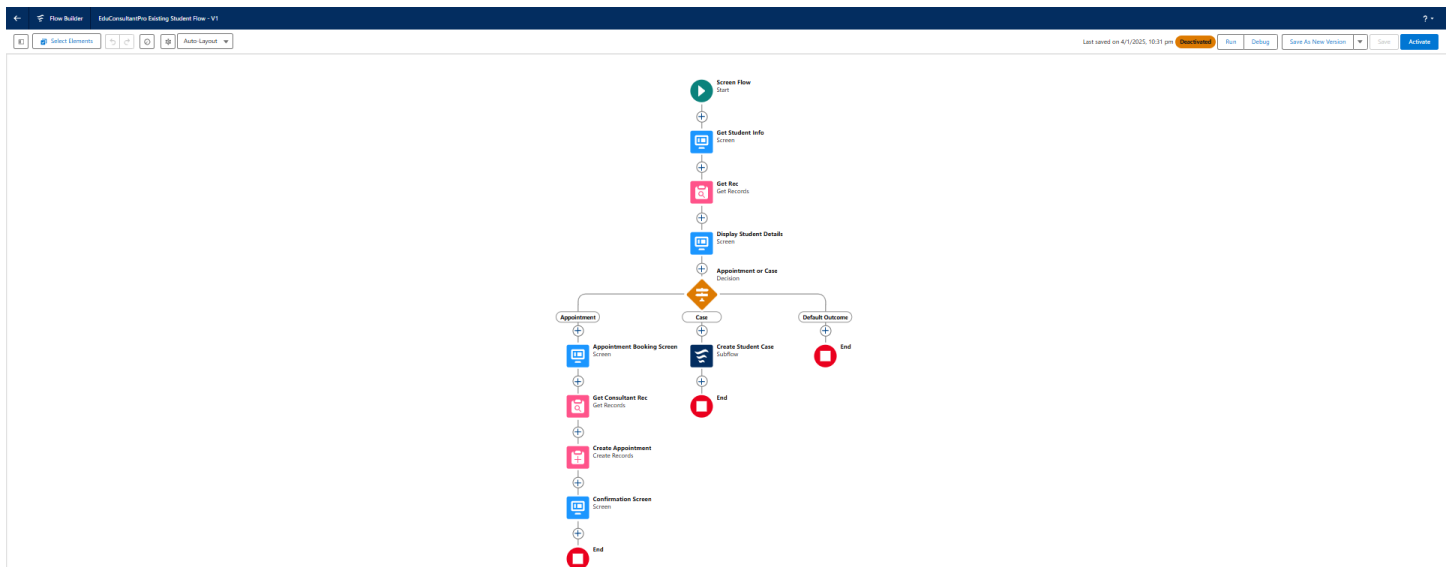 Flow Builder
EduConsultantPro Existing Student Flow - V1
?
Select Elements
Auto-Layout
Last saved on 4/1/2025, 10:31 pm
Deactivated
Run
Debug
Save As New Version
Save
Activate
Screen Flow
Start
Get Student Info
Screen
Get Rec
Get Records
Display Student Details
Screen
Appointment or Case
Decision
Appointment
Case
Default Outcome
Appointment Booking Screen
Screen
Create Student Case
Subflow
End
Get Consultant Rec
Get Records
End
Create Appointment
Create Records
Confirmation Screen
Screen
End